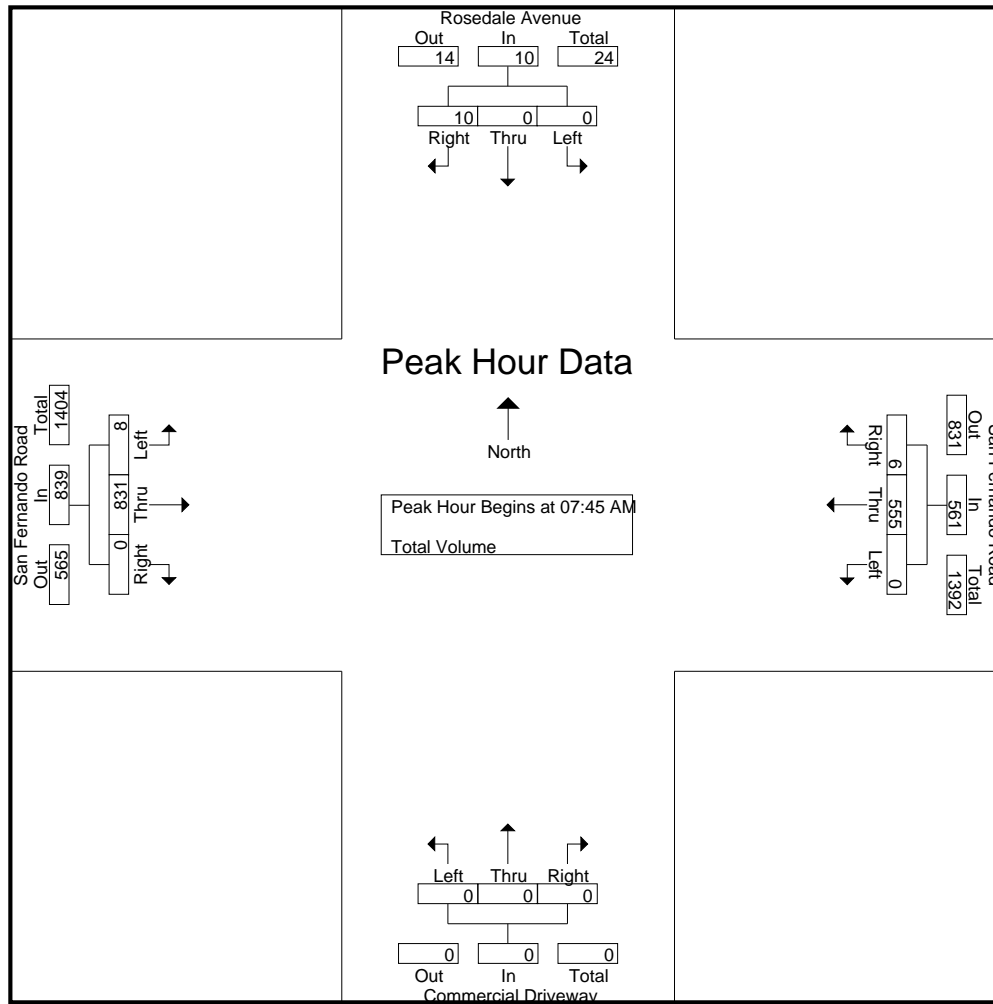 Rosedale Avenue
Out In Total
14 10 24
10 0 0
Right Thru Left
Peak Hour Data
North
Peak Hour Begins at 07:45 AM
Total Volume
San Fernando Road
Out In Total
565 839 1404
0 831 8
Right Thru Left
San Fernando Road
Out In Total
831 561 1392
6 555 0
Right Thru Left
Left Thru Right
0 0 0
0 0 0
Out In Total
Commercial Driveway